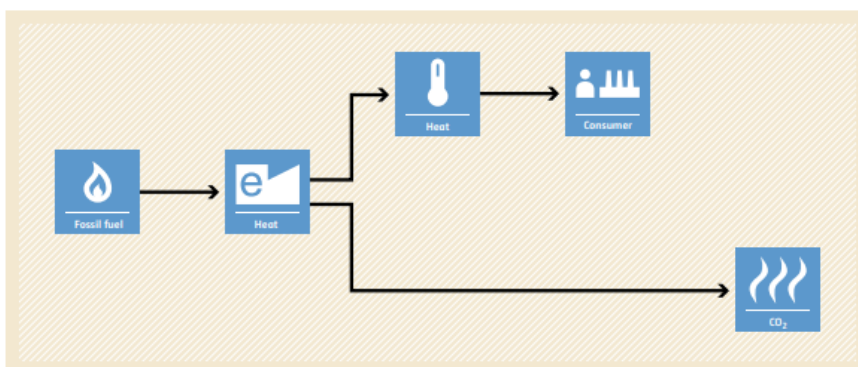 Heat
Consumer
Fossil fuel
e
Heat
CO₂